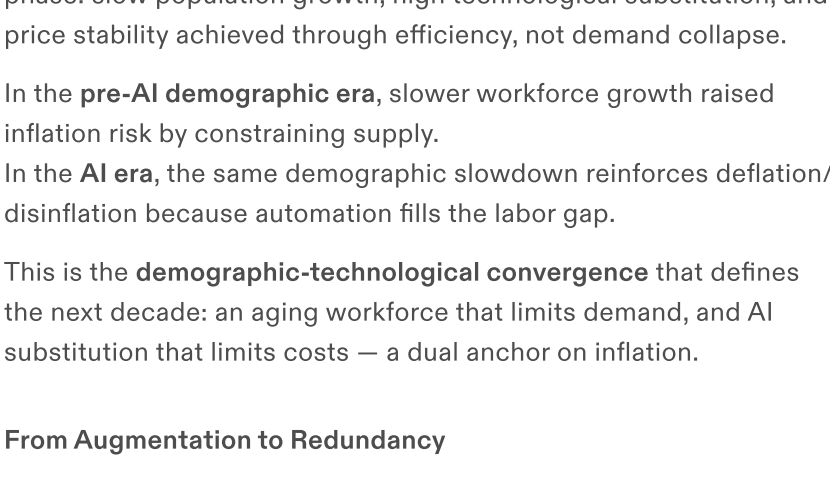 phase: slow population growth, high technological substitution, and
price stability achieved through efficiency, not demand collapse.
In the pre-AI demographic era, slower workforce growth raised
inflation risk by constraining supply.
In the AI era, the same demographic slowdown reinforces deflation/
disinflation because automation fills the labor gap.
This is the demographic-technological convergence that defines
the next decade: an aging workforce that limits demand, and AI
substitution that limits costs — a dual anchor on inflation.
From Augmentation to Redundancy